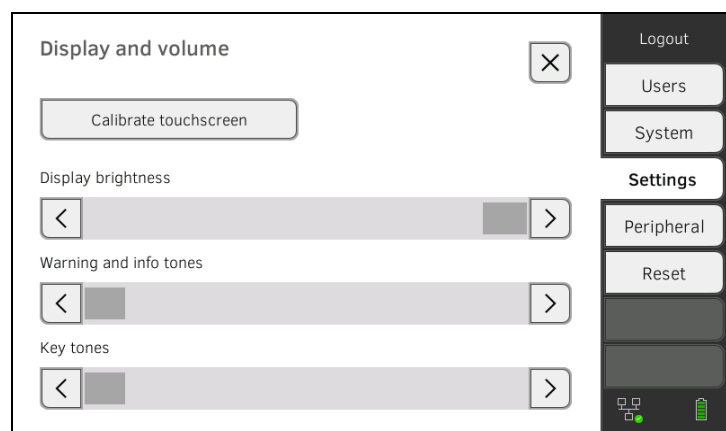 Display and volume
Calibrate touchscreen
Display brightness
Warning and info tones
Key tones
Logout
Users
System
Settings
Peripheral
Reset